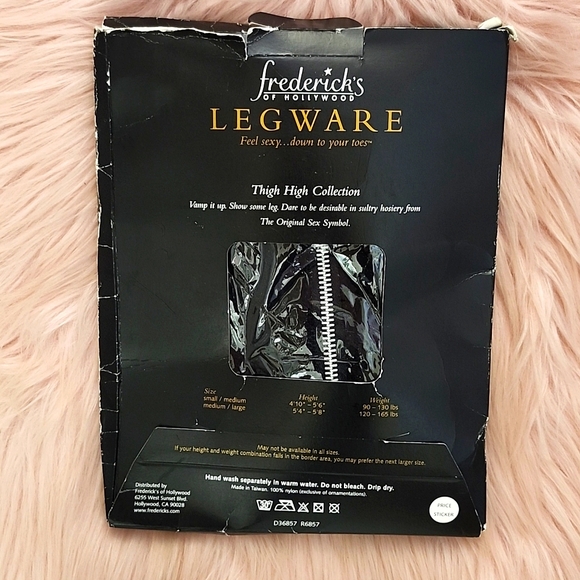 frederick's
OF HOLLYWOOD
LEGWARE
Feel sexy...down to your toes™
Thigh High Collection
Vamp it up. Show some leg. Dare to be desirable in sultry hosiery from
The Original Sex Symbol.
Size Height Weight
small / medium 4'10" – 5'6" 90 – 130 lbs
medium / large 5'4" – 5'8" 120 – 165 lbs
May not be available in all sizes.
If your height and weight combination falls in the border area, you may prefer the next larger size.
Hand wash separately in warm water. Do not bleach. Drip dry.
Made in Taiwan. 100% nylon (exclusive of ornamentations).
Distributed by
Frederick's of Hollywood
6255 West Sunset Blvd.
Hollywood, CA 90028
www.fredericks.com
PRICE
STICKER
D36857 R6857